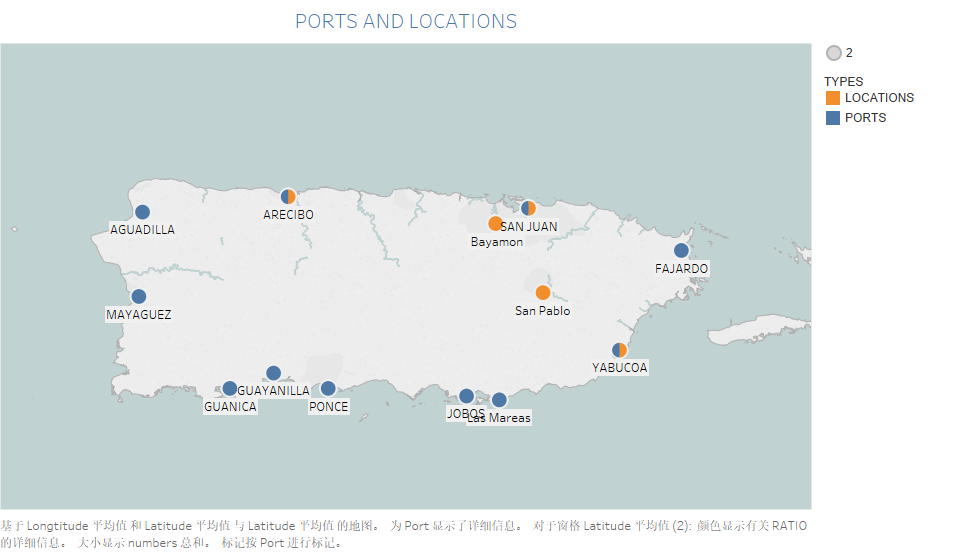 PORTS AND LOCATIONS
2
TYPES
LOCATIONS
PORTS
ARECIBO
AGUADILLA
SAN JUAN
Bayamon
FAJARDO
San Pablo
MAYAGUEZ
YABUCOA
GUAYANILLA
GUANICA
PONCE
JOBOS
Las Mareas
基于 Longtitude 平均值 和 Latitude 平均值 与 Latitude 平均值 的地图。 为 Port 显示了详细信息。 对于窗格 Latitude 平均值 (2): 颜色显示有关 RATIO
的详细信息。 大小显示 numbers 总和。 标记按 Port 进行标记。